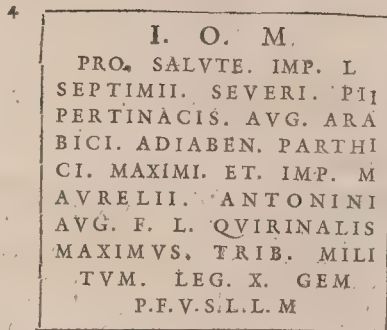 4
I. O. M.
PRO. SALVTE. IMP. L
SEPTIMII. SEVERI. PII
PERTINACIS. AVG. ARA
BICI. ADIABEN. PARTHI
CI. MAXIMI. ET. IMP. M
AVRELII. ANTONINI
AVG. F. L. QVIRINALIS
MAXIMVS. TRIB. MILI
TVM. LEG. X. GEM
P.F.V.S.L.L.M